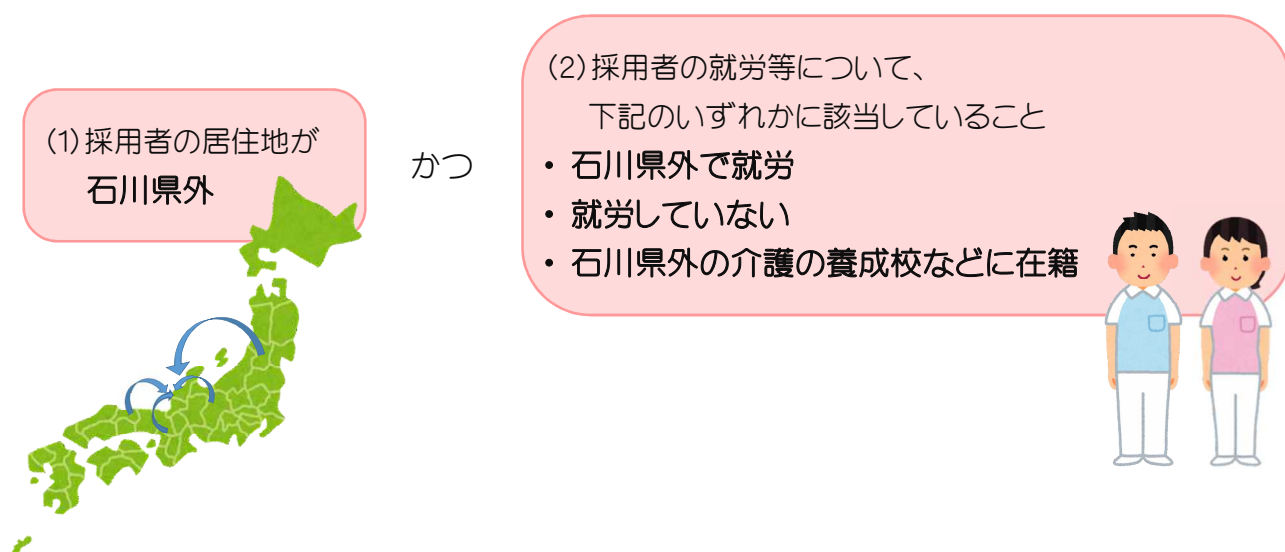 (1)採用者の居住地が
石川県外
かつ
(2)採用者の就労等について、
下記のいずれかに該当していること
・ 石川県外で就労
・ 就労していない
・ 石川県外の介護の養成校などに在籍